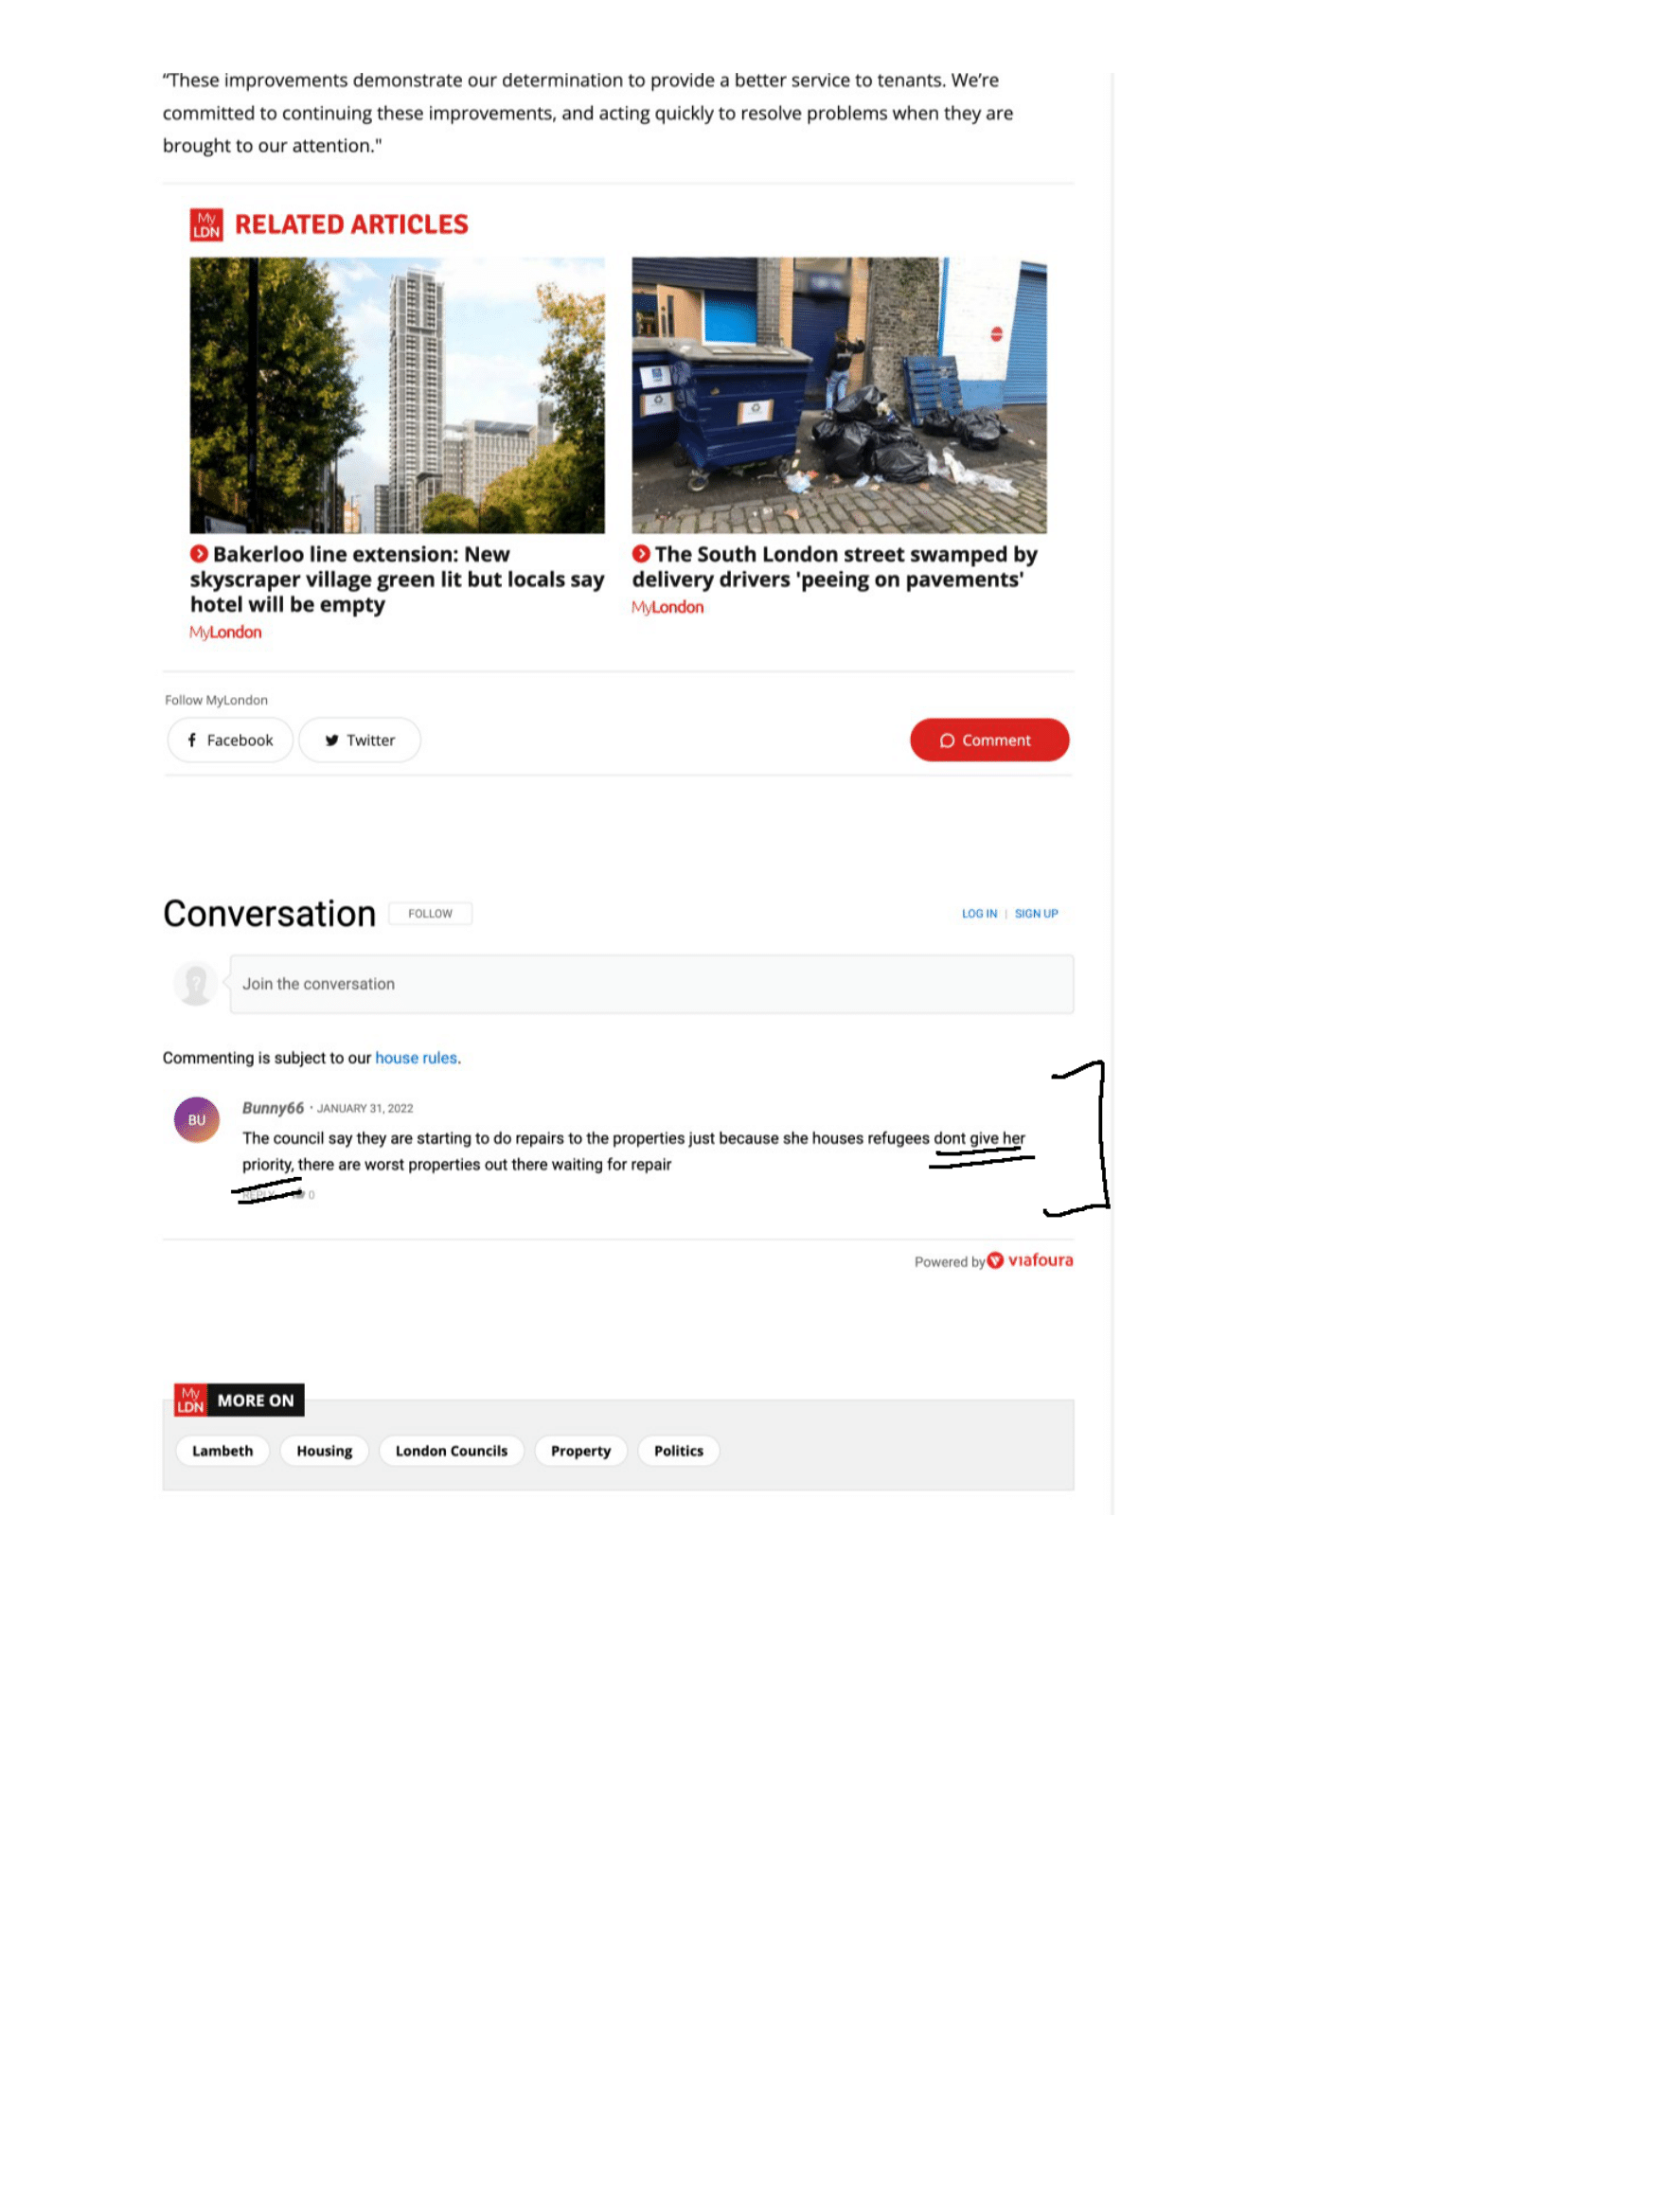 “These improvements demonstrate our determination to provide a better service to tenants. We’re
committed to continuing these improvements, and acting quickly to resolve problems when they are
brought to our attention."
My
LDN
RELATED ARTICLES
Bakerloo line extension: New
skyscraper village green lit but locals say
hotel will be empty
MyLondon
The South London street swamped by
delivery drivers 'peeing on pavements'
MyLondon
Follow MyLondon
Facebook
Twitter
Comment
Conversation
FOLLOW
LOG IN | SIGN UP
Join the conversation
Commenting is subject to our house rules.
BU
Bunny66 · JANUARY 31, 2022
The council say they are starting to do repairs to the properties just because she houses refugees dont give her
priority, there are worst properties out there waiting for repair
REPLY 0
Powered by viafoura
My
LDN
MORE ON
Lambeth
Housing
London Councils
Property
Politics